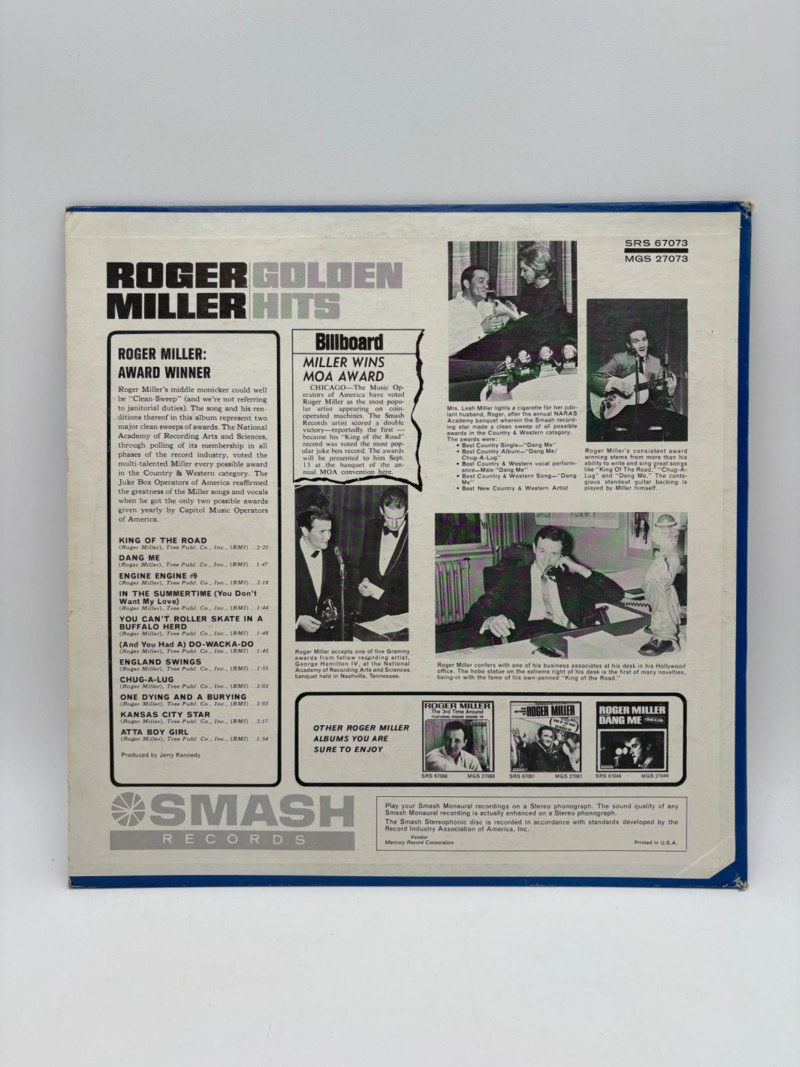 SRS 67073
MGS 27073
ROGER GOLDEN
MILLER HITS
ROGER MILLER:
AWARD WINNER
Roger Miller's middle monicker could well
be "Clean-Sweep" (and we're not referring
to janitorial duties). The song and his ren-
ditions thereof in this album represent two
major clean sweeps of awards. The National
Academy of Recording Arts and Sciences,
through polling of its membership in all
phases of the record industry, voted the
multi-talented Miller every possible award
in the Country & Western category. The
Juke Box Operators of America reaffirmed
the greatness of the Miller songs and vocals
when he got the only two possible awards
given yearly by Capitol Music Operators
of America.
KING OF THE ROAD
(Roger Miller), Tree Publ. Co., Inc., (BMI) . . 2:25
DANG ME
(Roger Miller), Tree Publ. Co., Inc., (BMI) . . 1:47
ENGINE ENGINE #9
(Roger Miller), Tree Publ. Co., Inc., (BMI) . . 2:19
IN THE SUMMERTIME (You Don't
Want My Love)
(Roger Miller), Tree Publ. Co., Inc., (BMI) . . 1:44
YOU CAN'T ROLLER SKATE IN A
BUFFALO HERD
(Roger Miller), Tree Publ. Co., Inc., (BMI) . . 1:48
(And You Had A) DO-WACKA-DO
(Roger Miller), Tree Publ. Co., Inc., (BMI) . . 1:45
ENGLAND SWINGS
(Roger Miller), Tree Publ. Co., Inc., (BMI) . . 1:55
CHUG-A-LUG
(Roger Miller), Tree Publ. Co., Inc., (BMI) . . 2:02
ONE DYING AND A BURYING
(Roger Miller), Tree Publ. Co., Inc., (BMI) . . 2:03
KANSAS CITY STAR
(Roger Miller), Tree Publ. Co., Inc., (BMI) . . 2:17
ATTA BOY GIRL
(Roger Miller), Tree Publ. Co., Inc., (BMI) . . 1:54
Produced by Jerry Kennedy
Billboard
MILLER WINS
MOA AWARD
CHICAGO—The Music Op-
erators of America have voted
Roger Miller as the most popu-
lar artist appearing on coin-
operated machines. The Smash
Records artist scored a double
victory—reportedly the first —
because his "King of the Road"
record was voted the most pop-
ular juke box record. The awards
will be presented to him Sept.
13 at the banquet of the an-
nual MOA convention here.
Mrs. Leah Miller lights a cigarette for her jubi-
lant husband, Roger, after the annual NARAS
Academy banquet wherein the Smash record-
ing star made a clean sweep of all possible
awards in the Country & Western category.
The awards were:
• Best Country Single—"Dang Me"
• Best Country Album—"Dang Me/
Chug-A-Lug"
• Best Country & Western vocal perform-
ance—Male "Dang Me"
• Best Country & Western Song—"Dang
Me"
• Best New Country & Western Artist
Roger Miller's consistent award
winning stems from more than his
ability to write and sing great songs
like "King Of The Road," "Chug-A-
Lug" and "Dang Me." The conta-
gious standout guitar backing is
played by Miller himself.
Roger Miller accepts one of five Grammy
awards from fellow recording artist,
George Hamilton IV, at the National
Academy of Recording Arts and Sciences
banquet held in Nashville, Tennessee.
Roger Miller confers with one of his business associates at his desk in his Hollywood
office. The hobo statue on the extreme right of his desk is the first of many novelties,
being-in with the fame of his own-penned "King of the Road."
OTHER ROGER MILLER
ALBUMS YOU ARE
SURE TO ENJOY
ROGER MILLER
The 3rd Time Around
FEATURING ENGINE ENGINE #9
SRS 67068 MGS 27068
ROGER MILLER
SRS 67061 MGS 27061
ROGER MILLER
DANG ME
SRS 67049 MGS 27049
SMASH
RECORDS
Play your Smash Monaural recordings on a Stereo phonograph. The sound quality of any
Smash Monaural recording is actually enhanced on a Stereo phonograph.
The Smash Stereophonic disc is recorded in accordance with standards developed by the
Record Industry Association of America, Inc.
Vendor
Mercury Record Corporation
Printed in U.S.A.